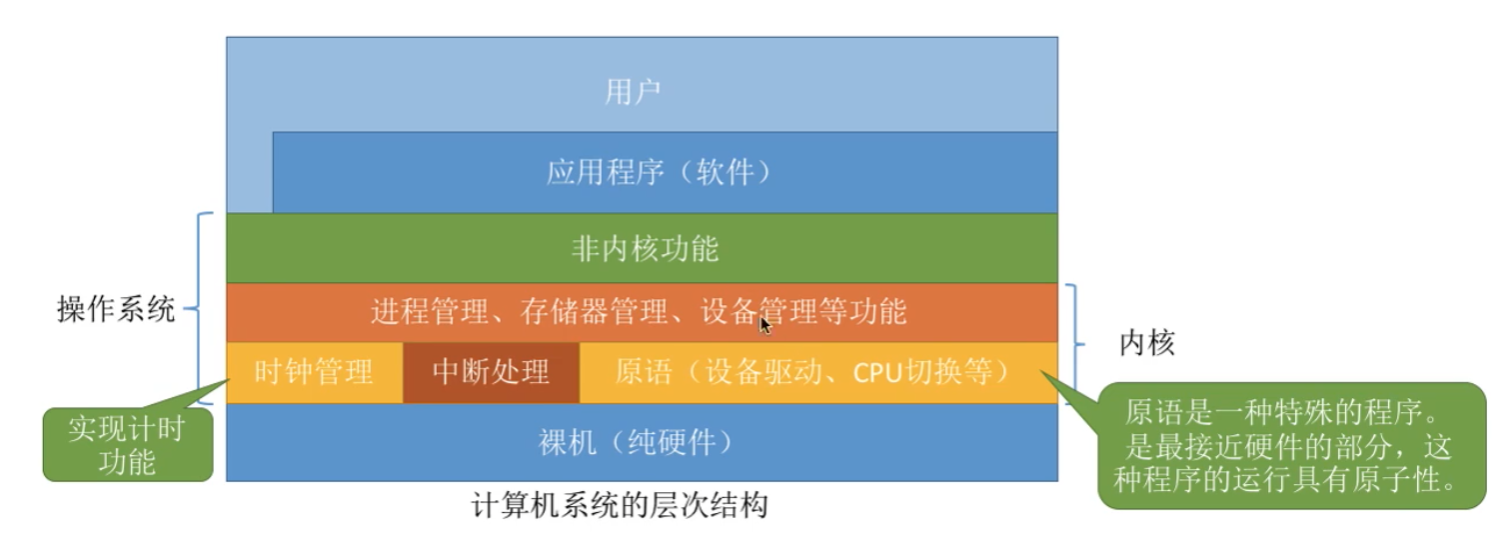 用户
应用程序（软件）
非内核功能
操作系统
进程管理、存储器管理、设备管理等功能
内核
时钟管理
中断处理
原语（设备驱动、CPU切换等）
实现计时
功能
原语是一种特殊的程序。
是最接近硬件的部分，这
种程序的运行具有原子性。
裸机（纯硬件）
计算机系统的层次结构